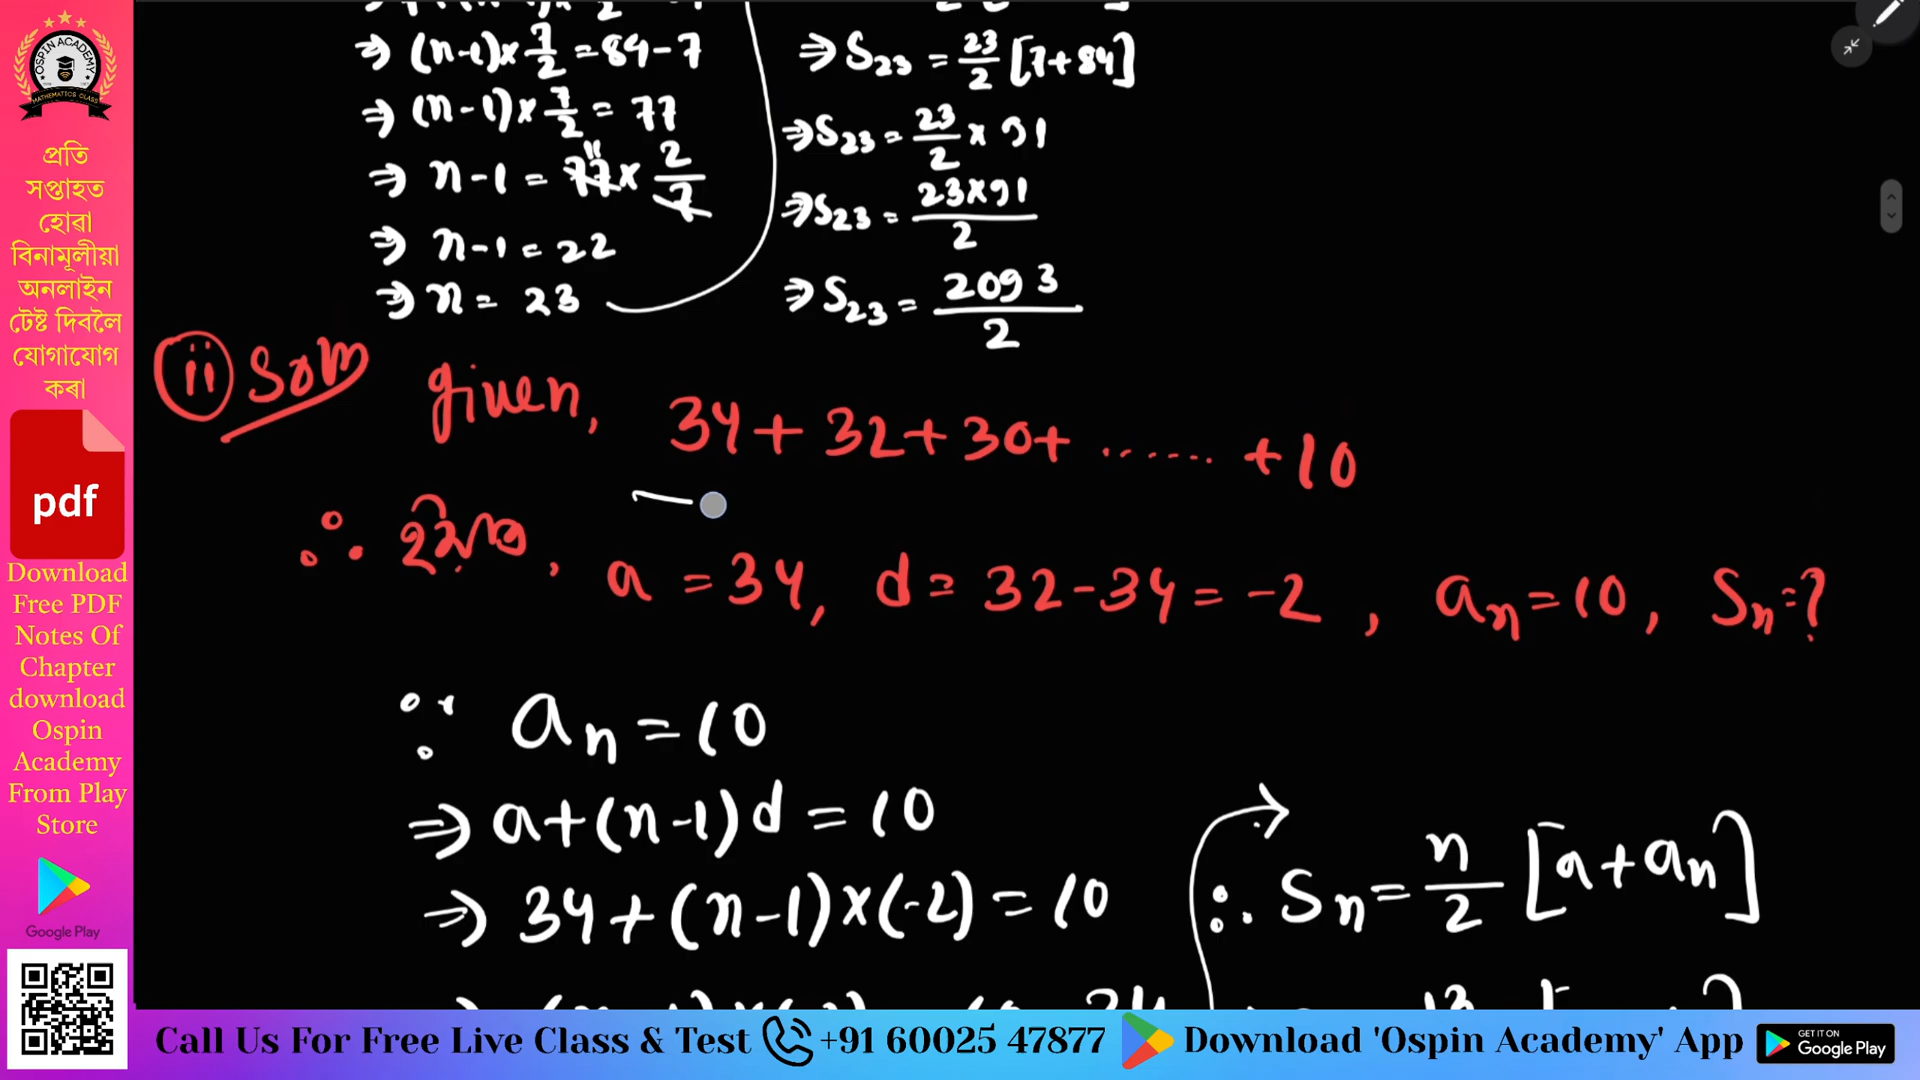 OSPIN ACADEMY
MATHEMATICS CLASS
প্ৰতি
সপ্তাহত
হোৱা
বিনামূলীয়া
অনলাইন
টেষ্ট দিবলৈ
যোগাযোগ
কৰা
pdf
Download
Free PDF
Notes Of
Chapter
download
Ospin
Academy
From Play
Store
Google Play
⇒ (n-1)× 7/2 = 84-7
⇒ (n-1)× 7/2 = 77
⇒ n-1 = 77 × 2/7
11
⇒ n-1 = 22
⇒ n = 23
⇒ S₂₃ = 23/2 [7+84]
⇒ S₂₃ = 23/2 × 91
⇒ S₂₃ = 23×91/2
⇒ S₂₃ = 2093/2
ii Soln given, 34 + 32 + 30 + ...... + 10
∴ ইয়াত, a = 34, d = 32-34 = -2, aₙ = 10, Sₙ = ?
∵ aₙ = 10
⇒ a+(n-1)d = 10
⇒ 34+(n-1)×(-2) = 10
∴ Sₙ = n/2 [a+aₙ]
Call Us For Free Live Class & Test +91 60025 47877 Download 'Ospin Academy' App GET IT ON Google Play